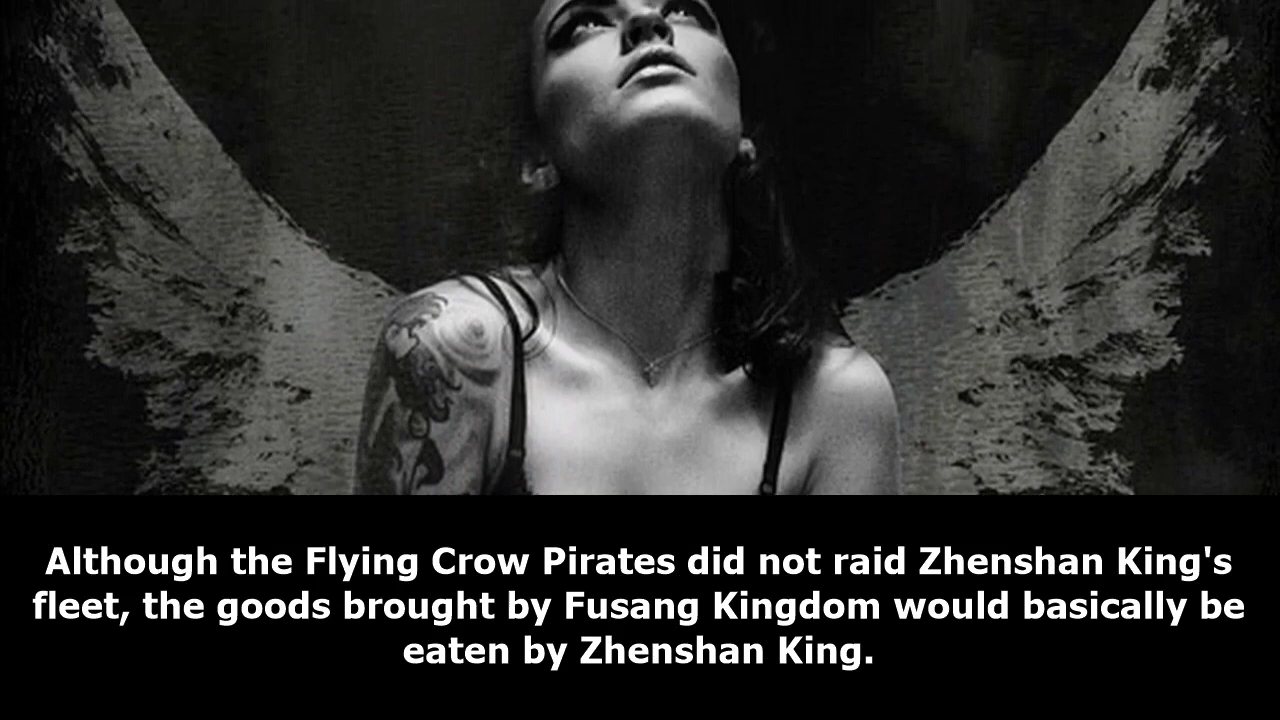 Although the Flying Crow Pirates did not raid Zhenshan King's
fleet, the goods brought by Fusang Kingdom would basically be
eaten by Zhenshan King.